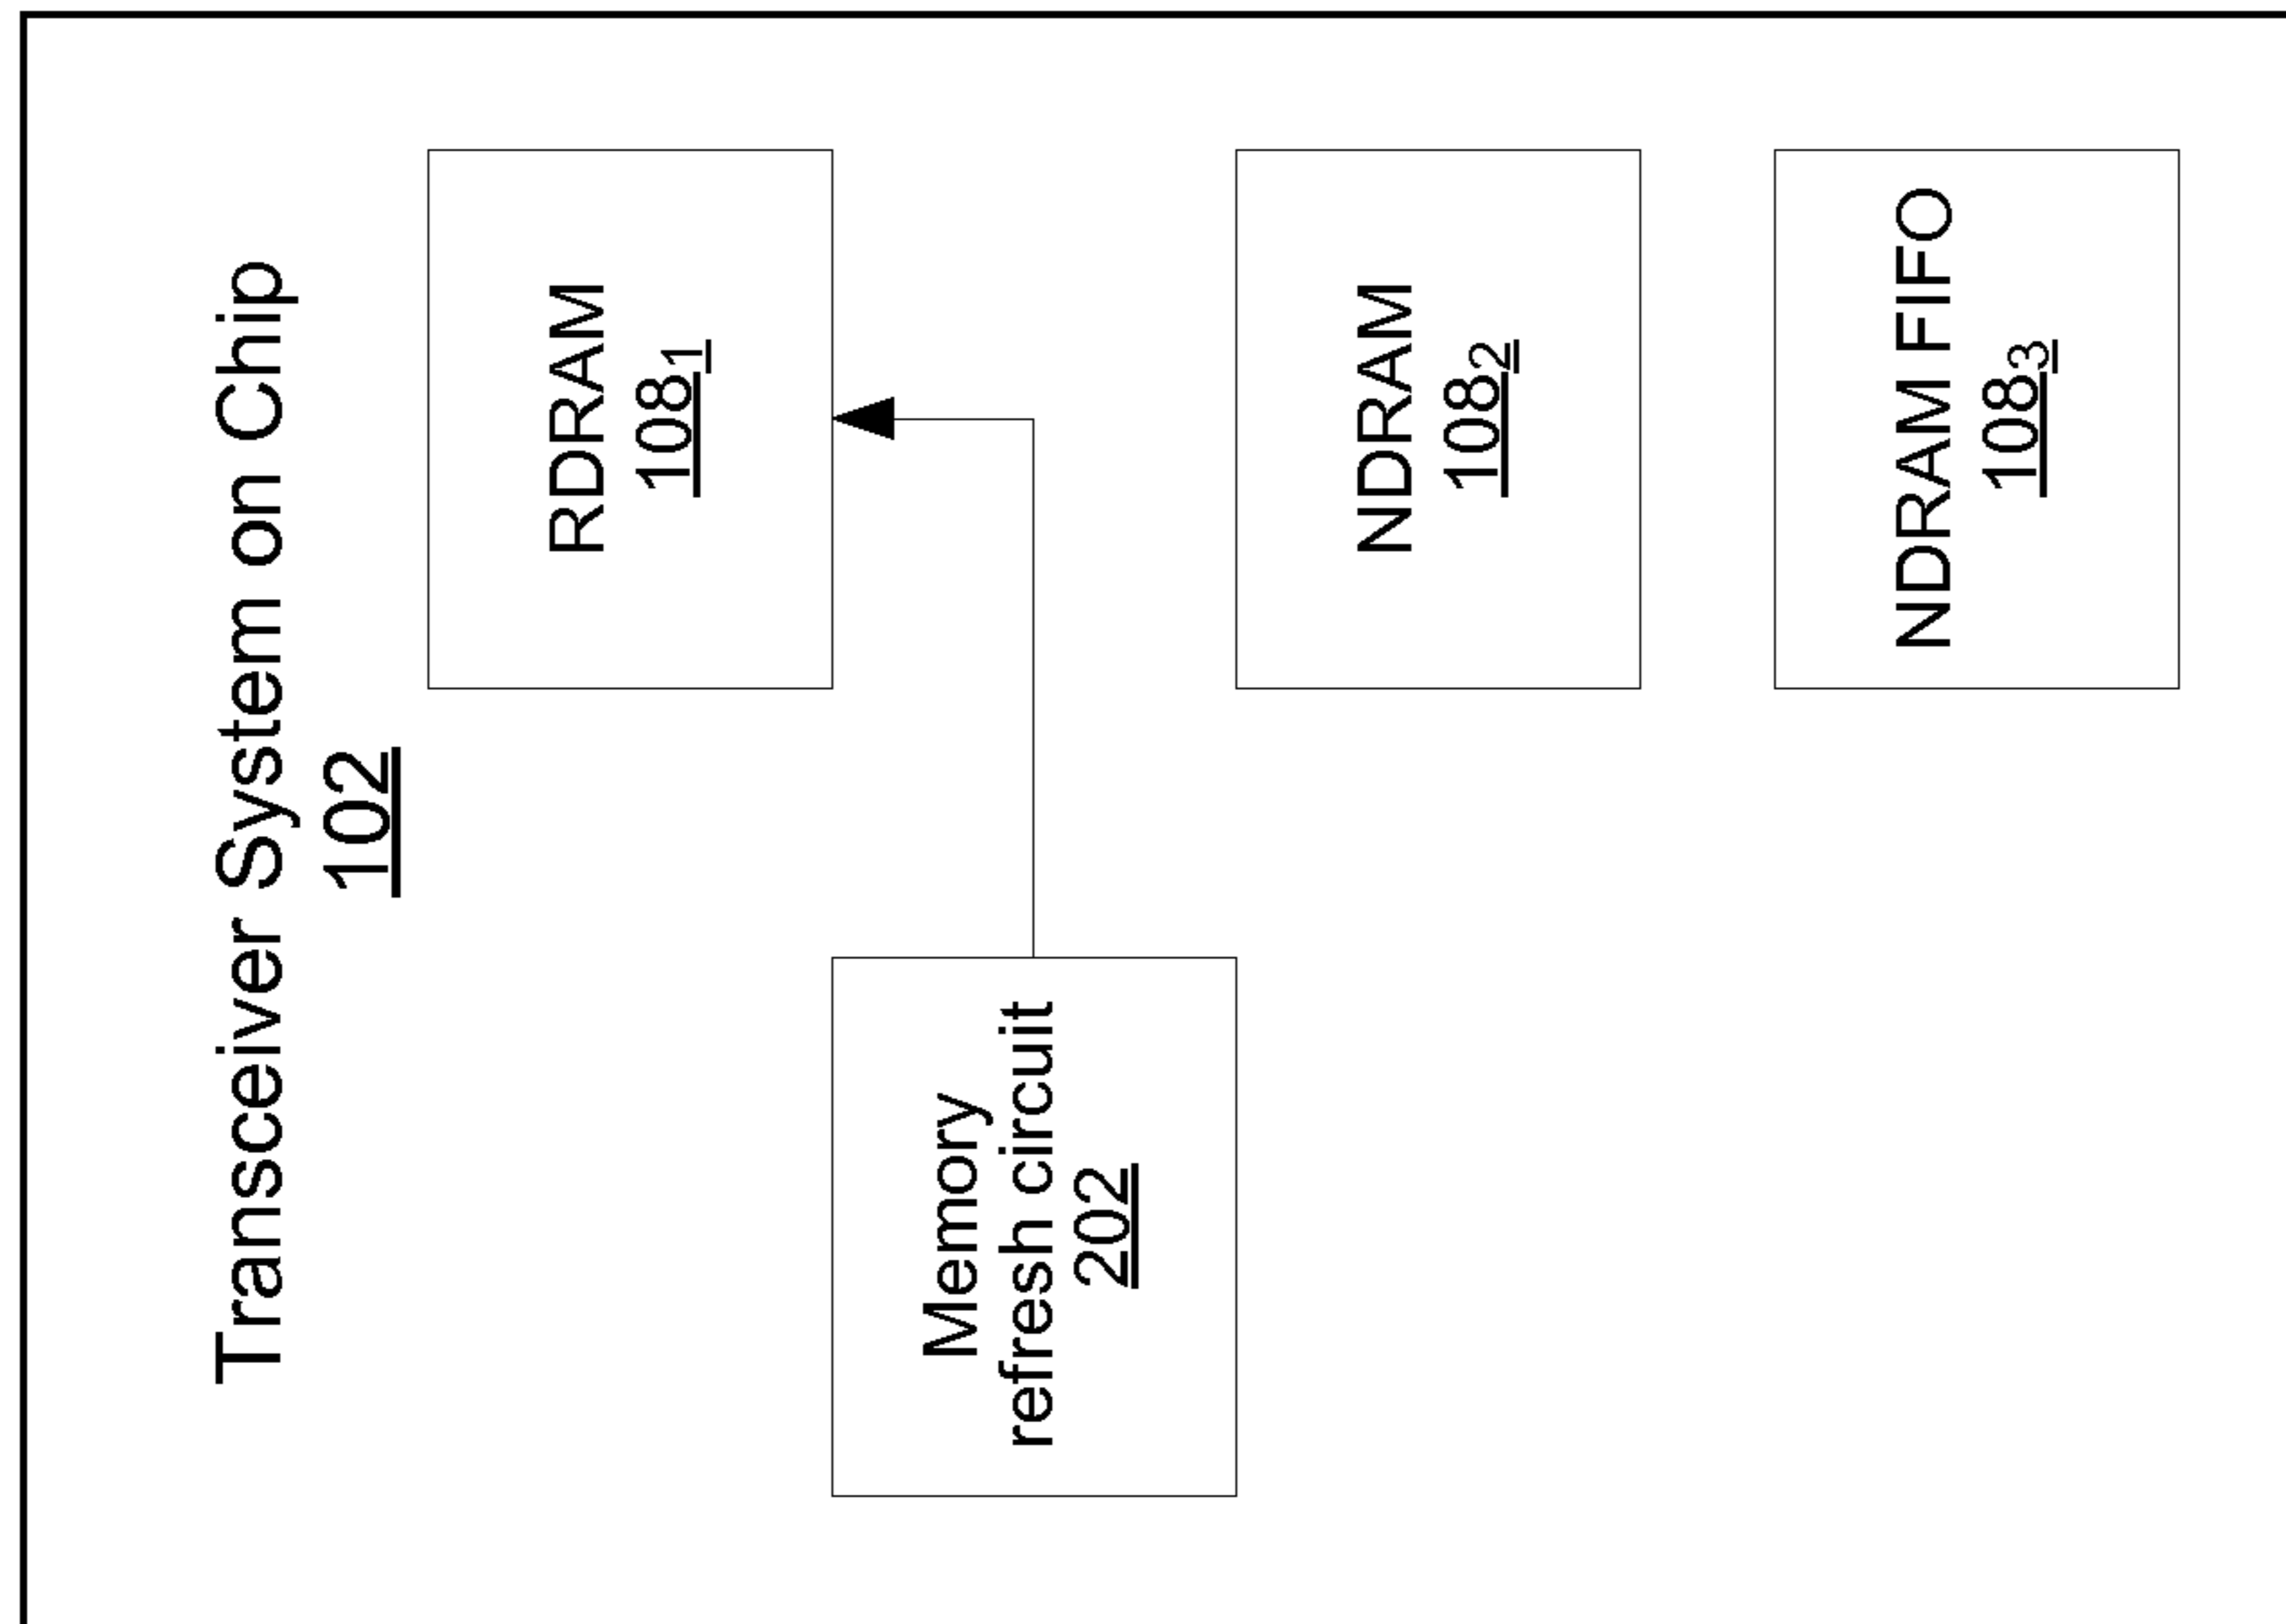 Transceiver System on Chip
102
RDRAM
108₁
Memory
refresh circuit
202
NDRAM
108₂
NDRAM FIFO
108₃